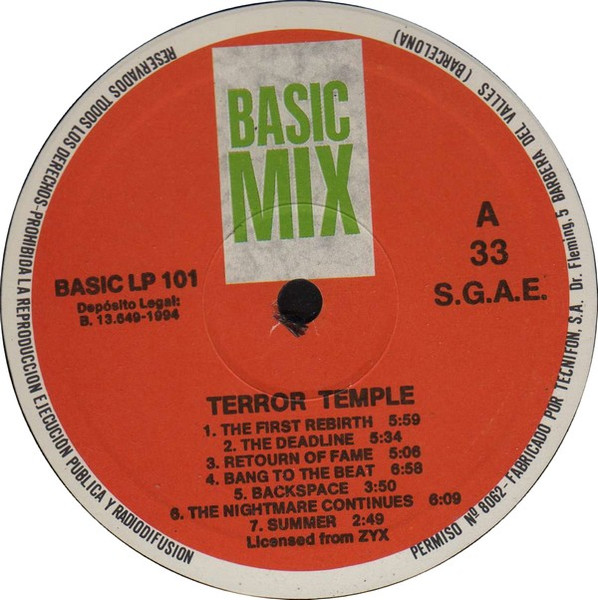 BASIC
MIX
BASIC LP 101
Depósito Legal:
B. 13.649-1994
A
33
S.G.A.E.
TERROR TEMPLE
1. THE FIRST REBIRTH 5:59
2. THE DEADLINE 5:34
3. RETOURN OF FAME 5:06
4. BANG TO THE BEAT 6:58
5. BACKSPACE 3:50
6. THE NIGHTMARE CONTINUES 6:09
7. SUMMER 2:49
Licensed from ZYX
RESERVADOS TODOS LOS DERECHOS-PROHIBIDA LA REPRODUCCION EJECUCION PUBLICA Y RADIODIFUSION
PERMISO Nº 8062-FABRICADO POR TECNIFON, S.A. Dr. Fleming, 5 BARBERA DEL VALLES (BARCELONA)